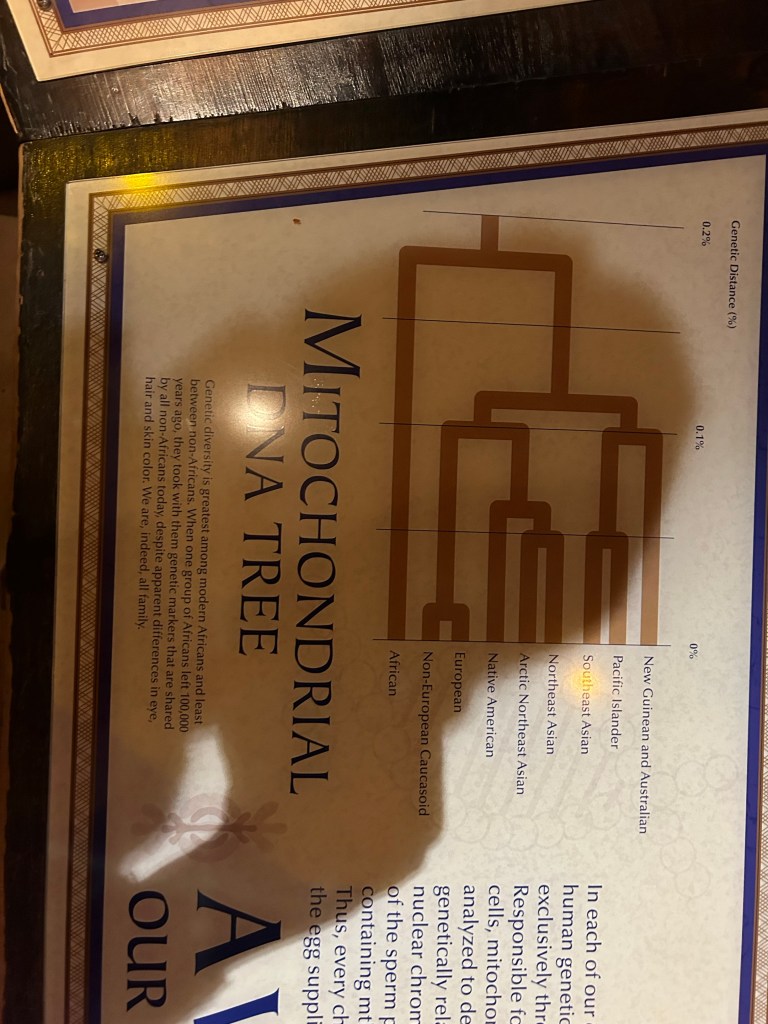 Genetic Distance (%)
0.2%
0.1%
0%
New Guinean and Australian
Pacific Islander
Southeast Asian
Northeast Asian
Arctic Northeast Asian
Native American
European
Non-European Caucasoid
African
MITOCHONDRIAL
DNA TREE
Genetic diversity is greatest among modern Africans and least
between non-Africans. When one group of Africans left 100,000
years ago, they took with them genetic markers that are shared
by all non-Africans today, despite apparent differences in eye,
hair and skin color. We are, indeed, all family.
In each of our
human genetic
exclusively thr
Responsible fo
cells, mitochor
analyzed to de
genetically rela
nuclear chrom
of the sperm p
containing mt
Thus, every ch
the egg suppli
A
OUR